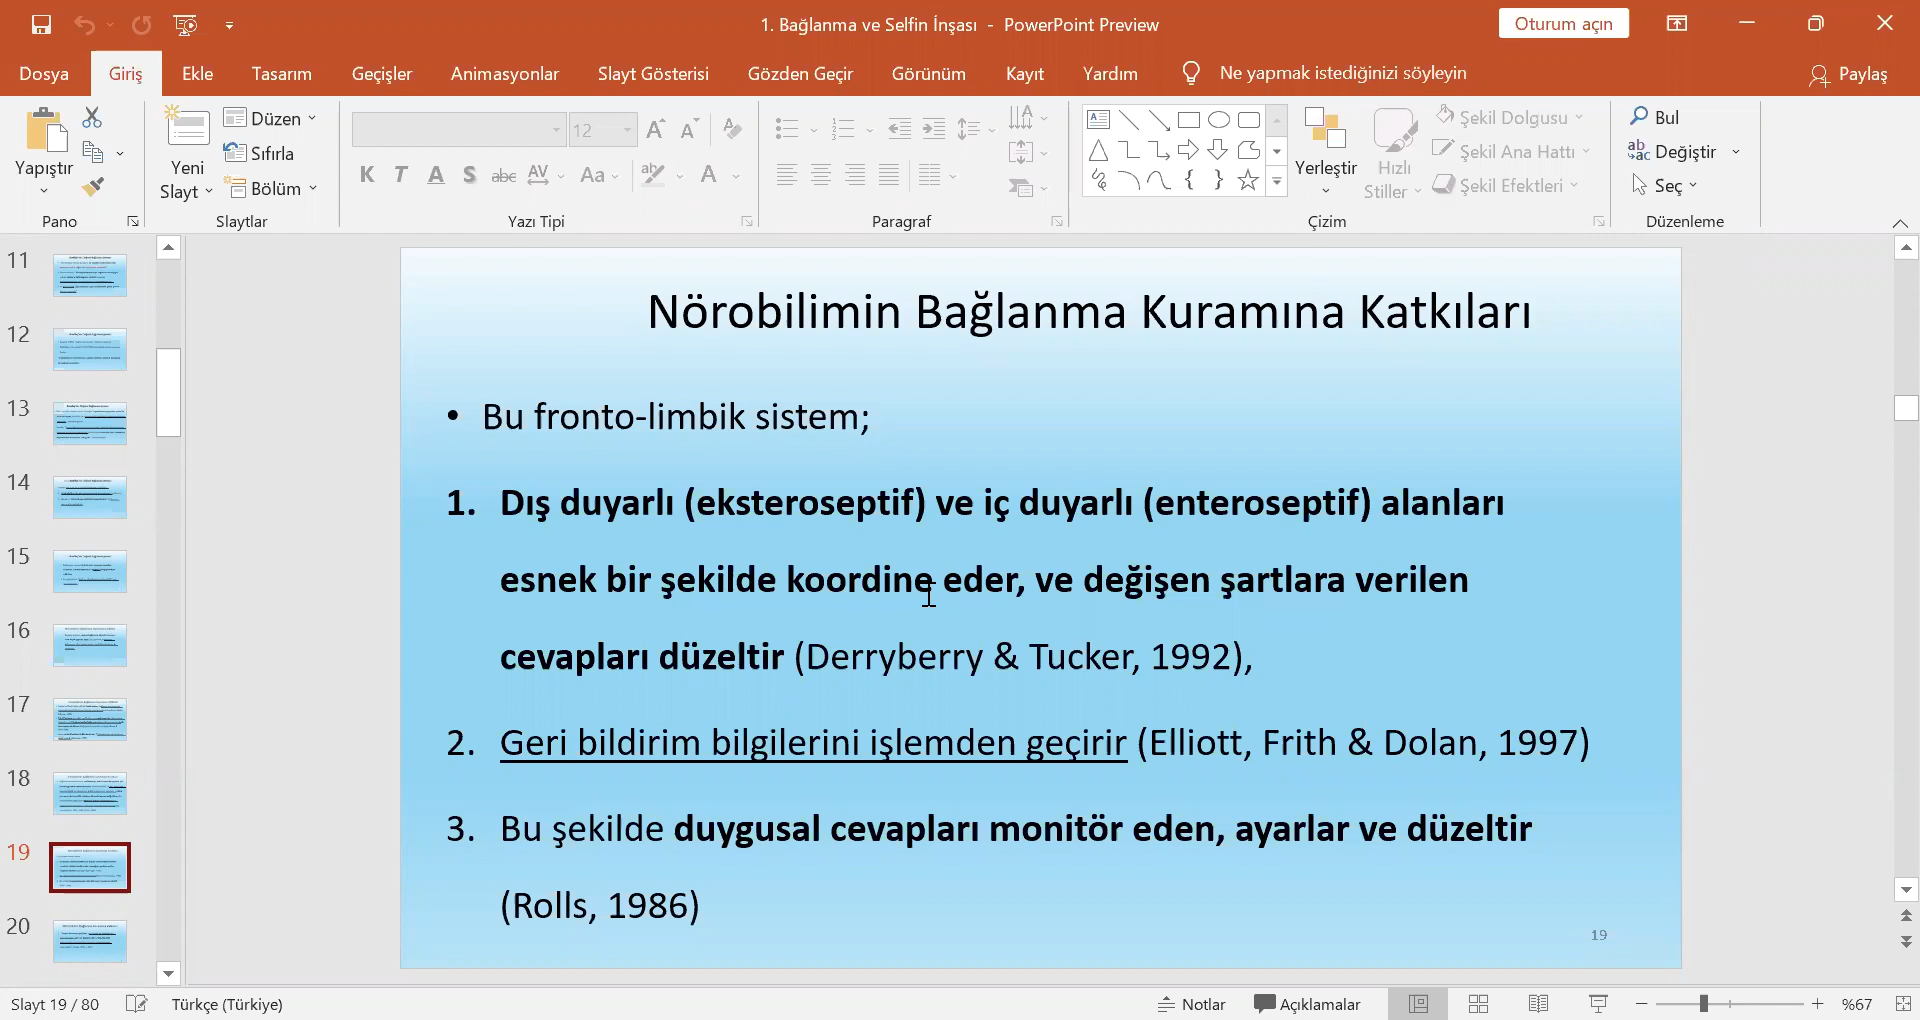 1. Bağlanma ve Selfin İnşası - PowerPoint Preview
Oturum açın
Dosya Giriş Ekle Tasarım Geçişler Animasyonlar Slayt Gösterisi Gözden Geçir Görünüm Kayıt Yardım Ne yapmak istediğinizi söyleyin Paylaş
Yapıştır
Pano
Yeni Slayt
Düzen
Sıfırla
Bölüm
Slaytlar
12
K T A S abc AV Aa A
Yazı Tipi
Paragraf
Yerleştir
Hızlı Stiller
Şekil Dolgusu
Şekil Ana Hattı
Şekil Efektleri
Çizim
Bul
Değiştir
Seç
Düzenleme
11
12
13
14
15
16
17
18
19
20
Nörobilimin Bağlanma Kuramına Katkıları
• Bu fronto-limbik sistem;
1. Dış duyarlı (eksteroseptif) ve iç duyarlı (enteroseptif) alanları
esnek bir şekilde koordine eder, ve değişen şartlara verilen
cevapları düzeltir (Derryberry & Tucker, 1992),
2. Geri bildirim bilgilerini işlemden geçirir (Elliott, Frith & Dolan, 1997)
3. Bu şekilde duygusal cevapları monitör eden, ayarlar ve düzeltir
(Rolls, 1986)
19
Slayt 19 / 80 Türkçe (Türkiye) Notlar Açıklamalar %67